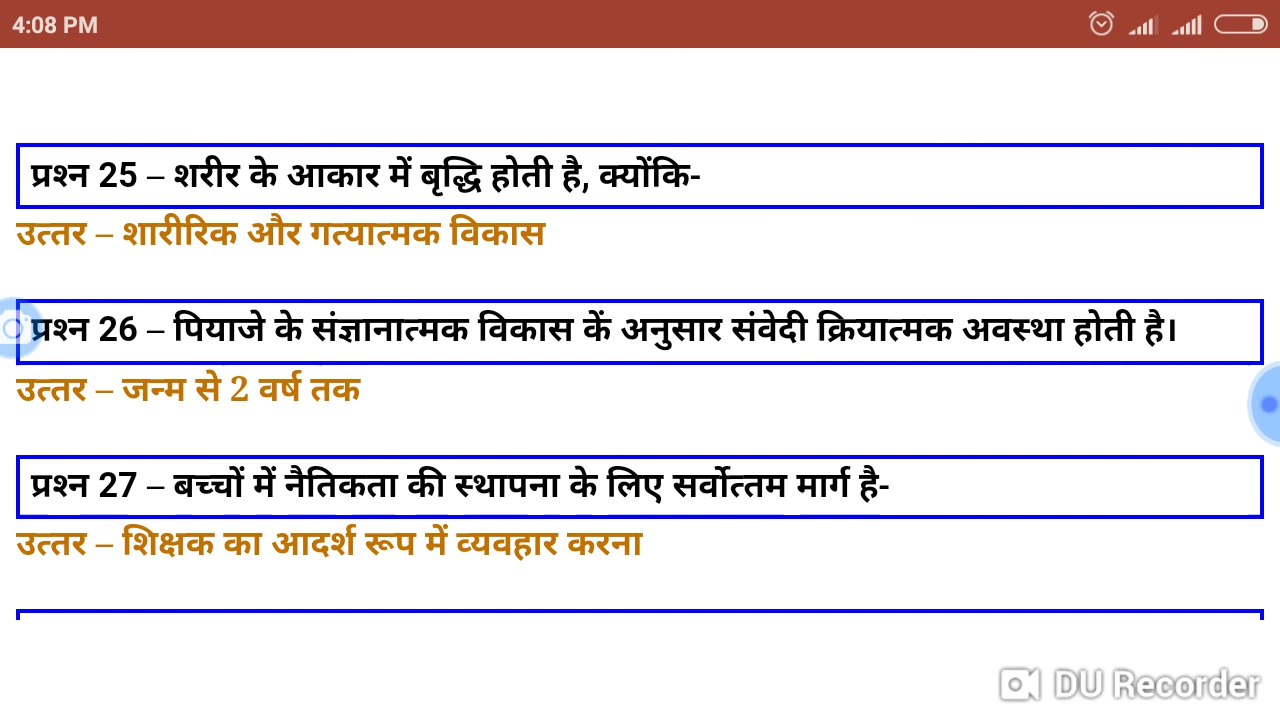 4:08 PM
प्रश्न 25 – शरीर के आकार में बृद्धि होती है, क्योंकि-
उत्तर – शारीरिक और गत्यात्मक विकास
प्रश्न 26 – पियाजे के संज्ञानात्मक विकास कें अनुसार संवेदी क्रियात्मक अवस्था होती है।
उत्तर – जन्म से 2 वर्ष तक
प्रश्न 27 – बच्चों में नैतिकता की स्थापना के लिए सर्वोत्तम मार्ग है-
उत्तर – शिक्षक का आदर्श रूप में व्यवहार करना
DU Recorder